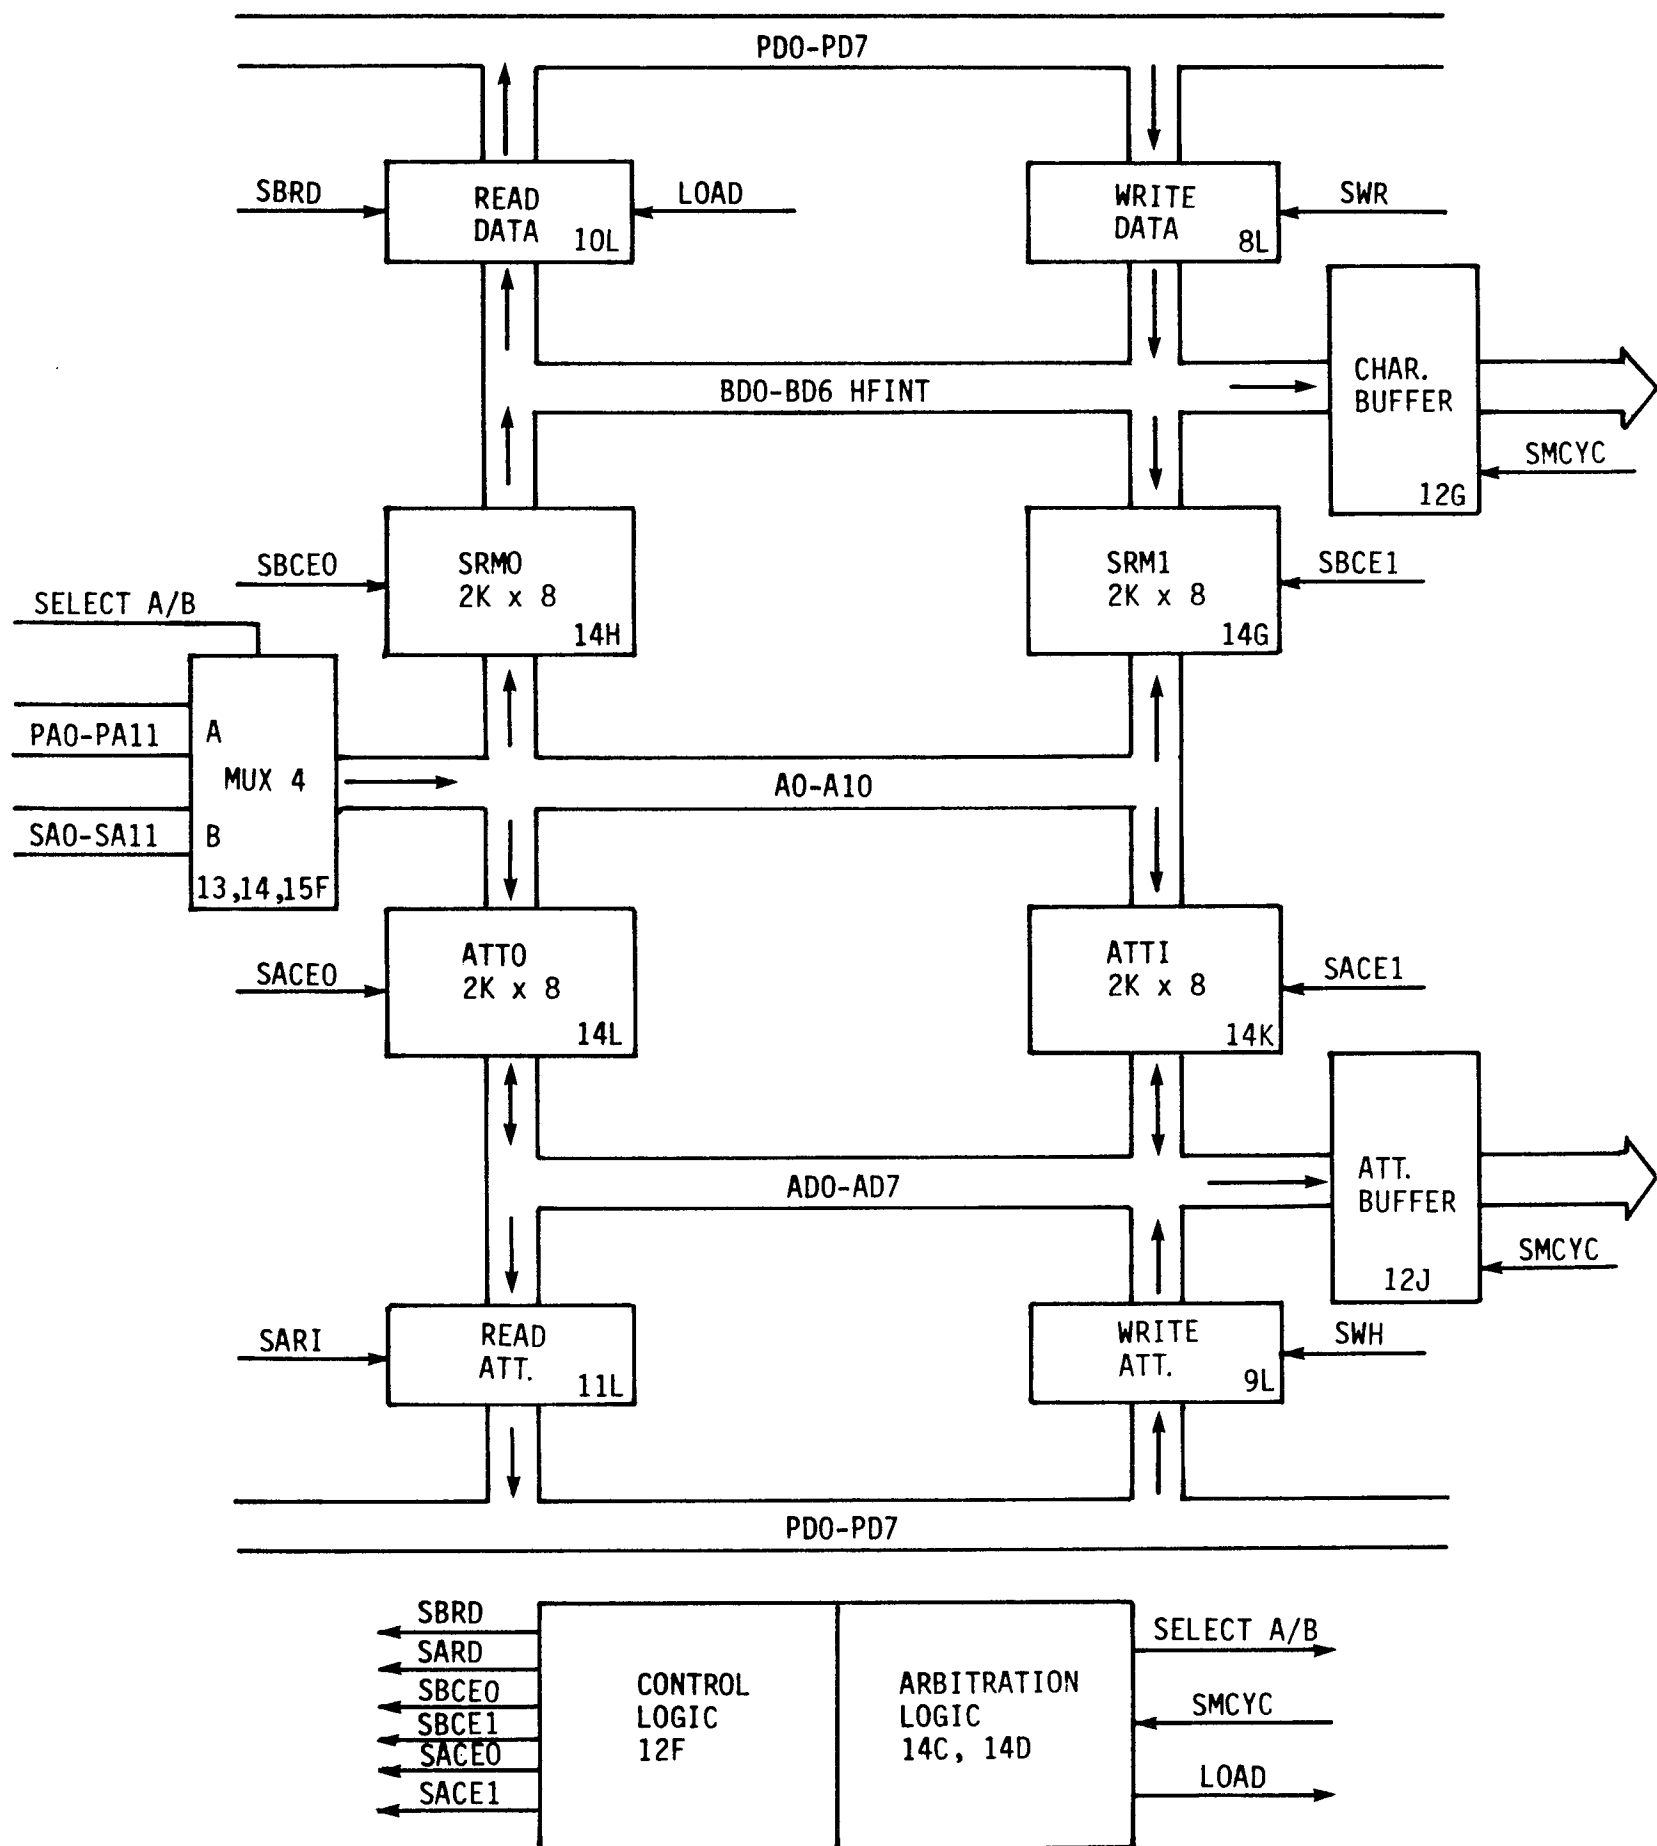 PD0-PD7
SBRD
READ
DATA
10L
LOAD
WRITE
DATA
8L
SWR
BD0-BD6 HFINT
CHAR.
BUFFER
12G
SMCYC
SBCE0
SRM0
2K x 8
14H
SRM1
2K x 8
14G
SBCE1
SELECT A/B
PA0-PA11
A
MUX 4
SA0-SA11
B
13,14,15F
A0-A10
SACE0
ATT0
2K x 8
14L
ATTI
2K x 8
14K
SACE1
AD0-AD7
ATT.
BUFFER
12J
SMCYC
SARI
READ
ATT.
11L
WRITE
ATT.
9L
SWH
PD0-PD7
SBRD
SARD
SBCE0
SBCE1
SACE0
SACE1
CONTROL
LOGIC
12F
ARBITRATION
LOGIC
14C, 14D
SELECT A/B
SMCYC
LOAD